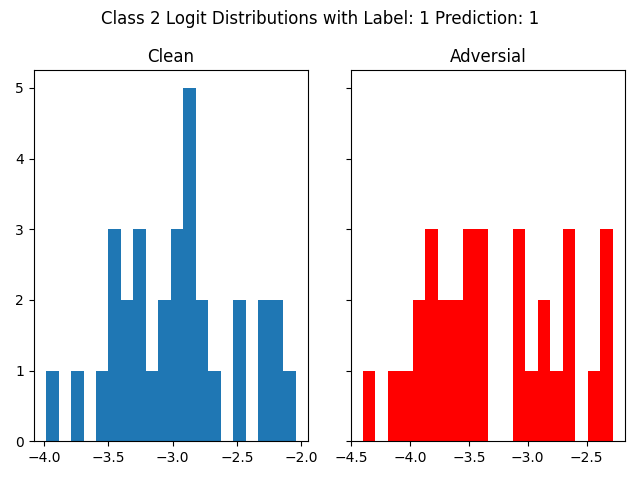 Class 2 Logit Distributions with Label: 1 Prediction: 1
Clean
Adversial
5
4
3
2
1
0
−4.0 −3.5 −3.0 −2.5 −2.0
−4.5 −4.0 −3.5 −3.0 −2.5